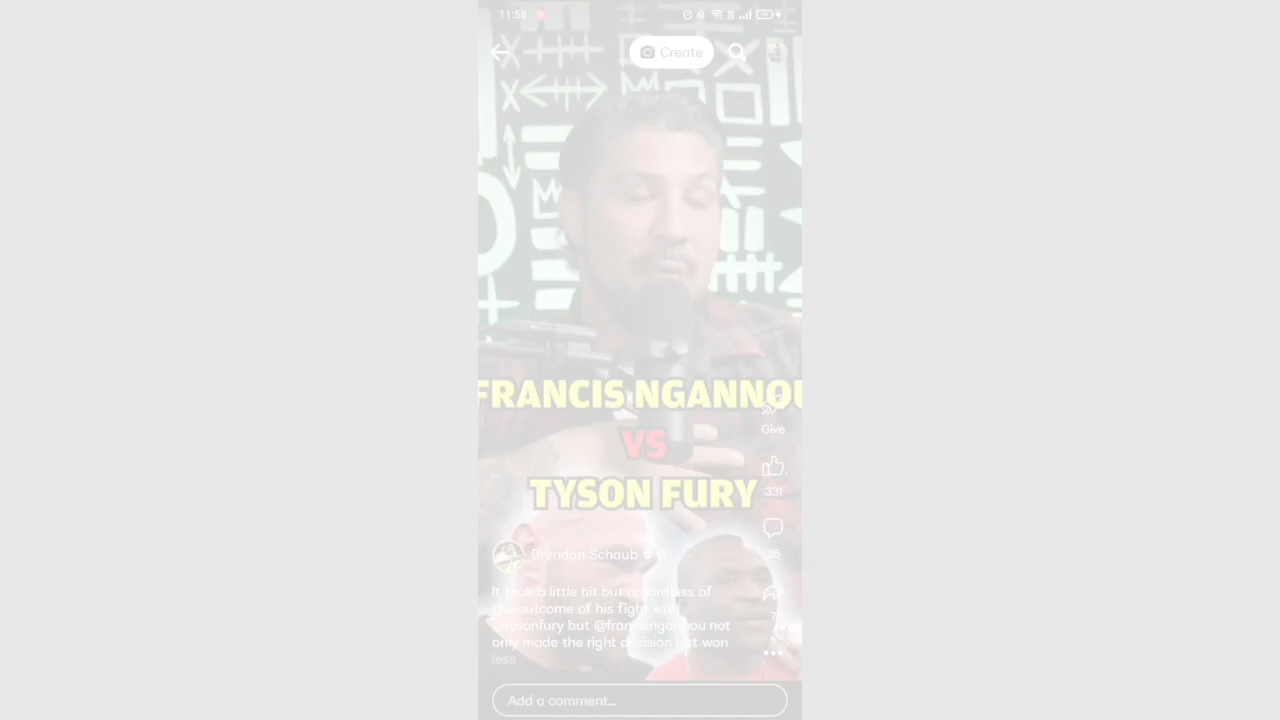 11:58
Create
FRANCIS NGANNOU
VS
TYSON FURY
Give
331
26
Brendan Schaub
It took a little bit but regardless of
the outcome of his fight with
@tysonfury but @francisngannou not
only made the right decision but won
less
Add a comment...